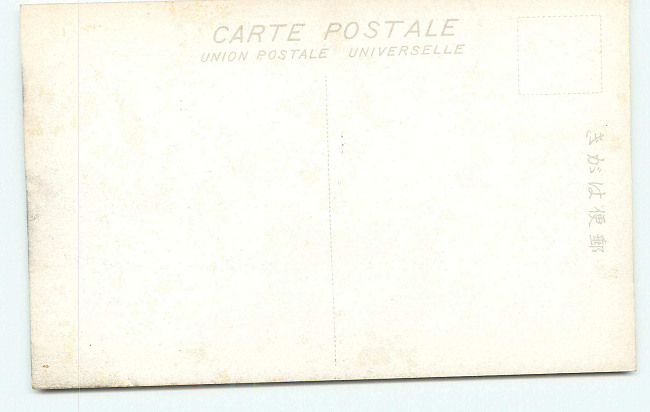 CARTE POSTALE
UNION POSTALE UNIVERSELLE
きがは便郵